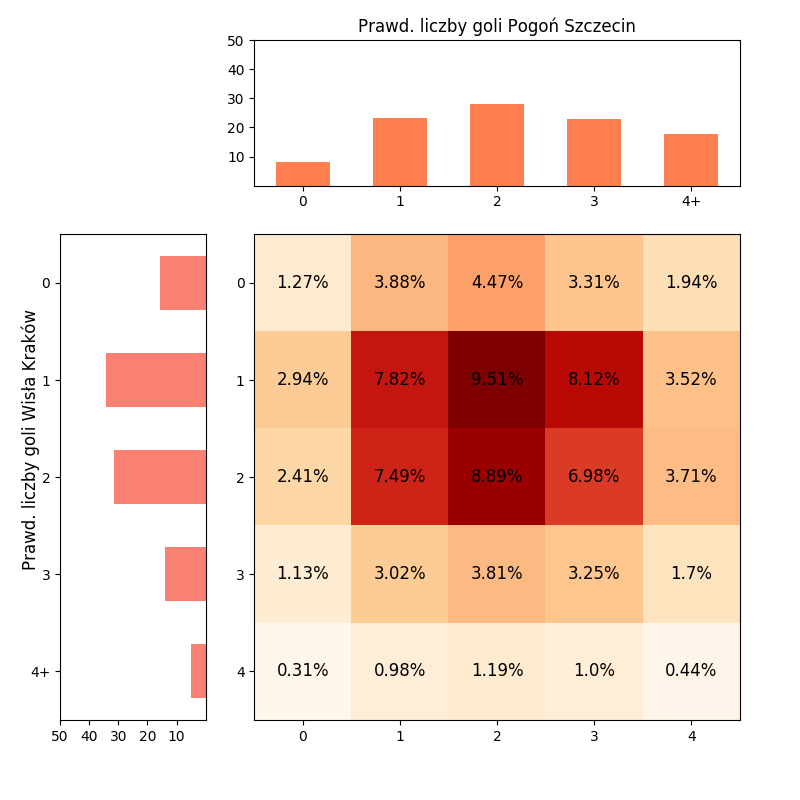 Prawd. liczby goli Pogoń Szczecin
50
40
30
20
10
0 1 2 3 4+
Prawd. liczby goli Wisła Kraków
0
1
2
3
4+
50 40 30 20 10
0 1.27% 3.88% 4.47% 3.31% 1.94%
1 2.94% 7.82% 9.51% 8.12% 3.52%
2 2.41% 7.49% 8.89% 6.98% 3.71%
3 1.13% 3.02% 3.81% 3.25% 1.7%
4 0.31% 0.98% 1.19% 1.0% 0.44%
0 1 2 3 4